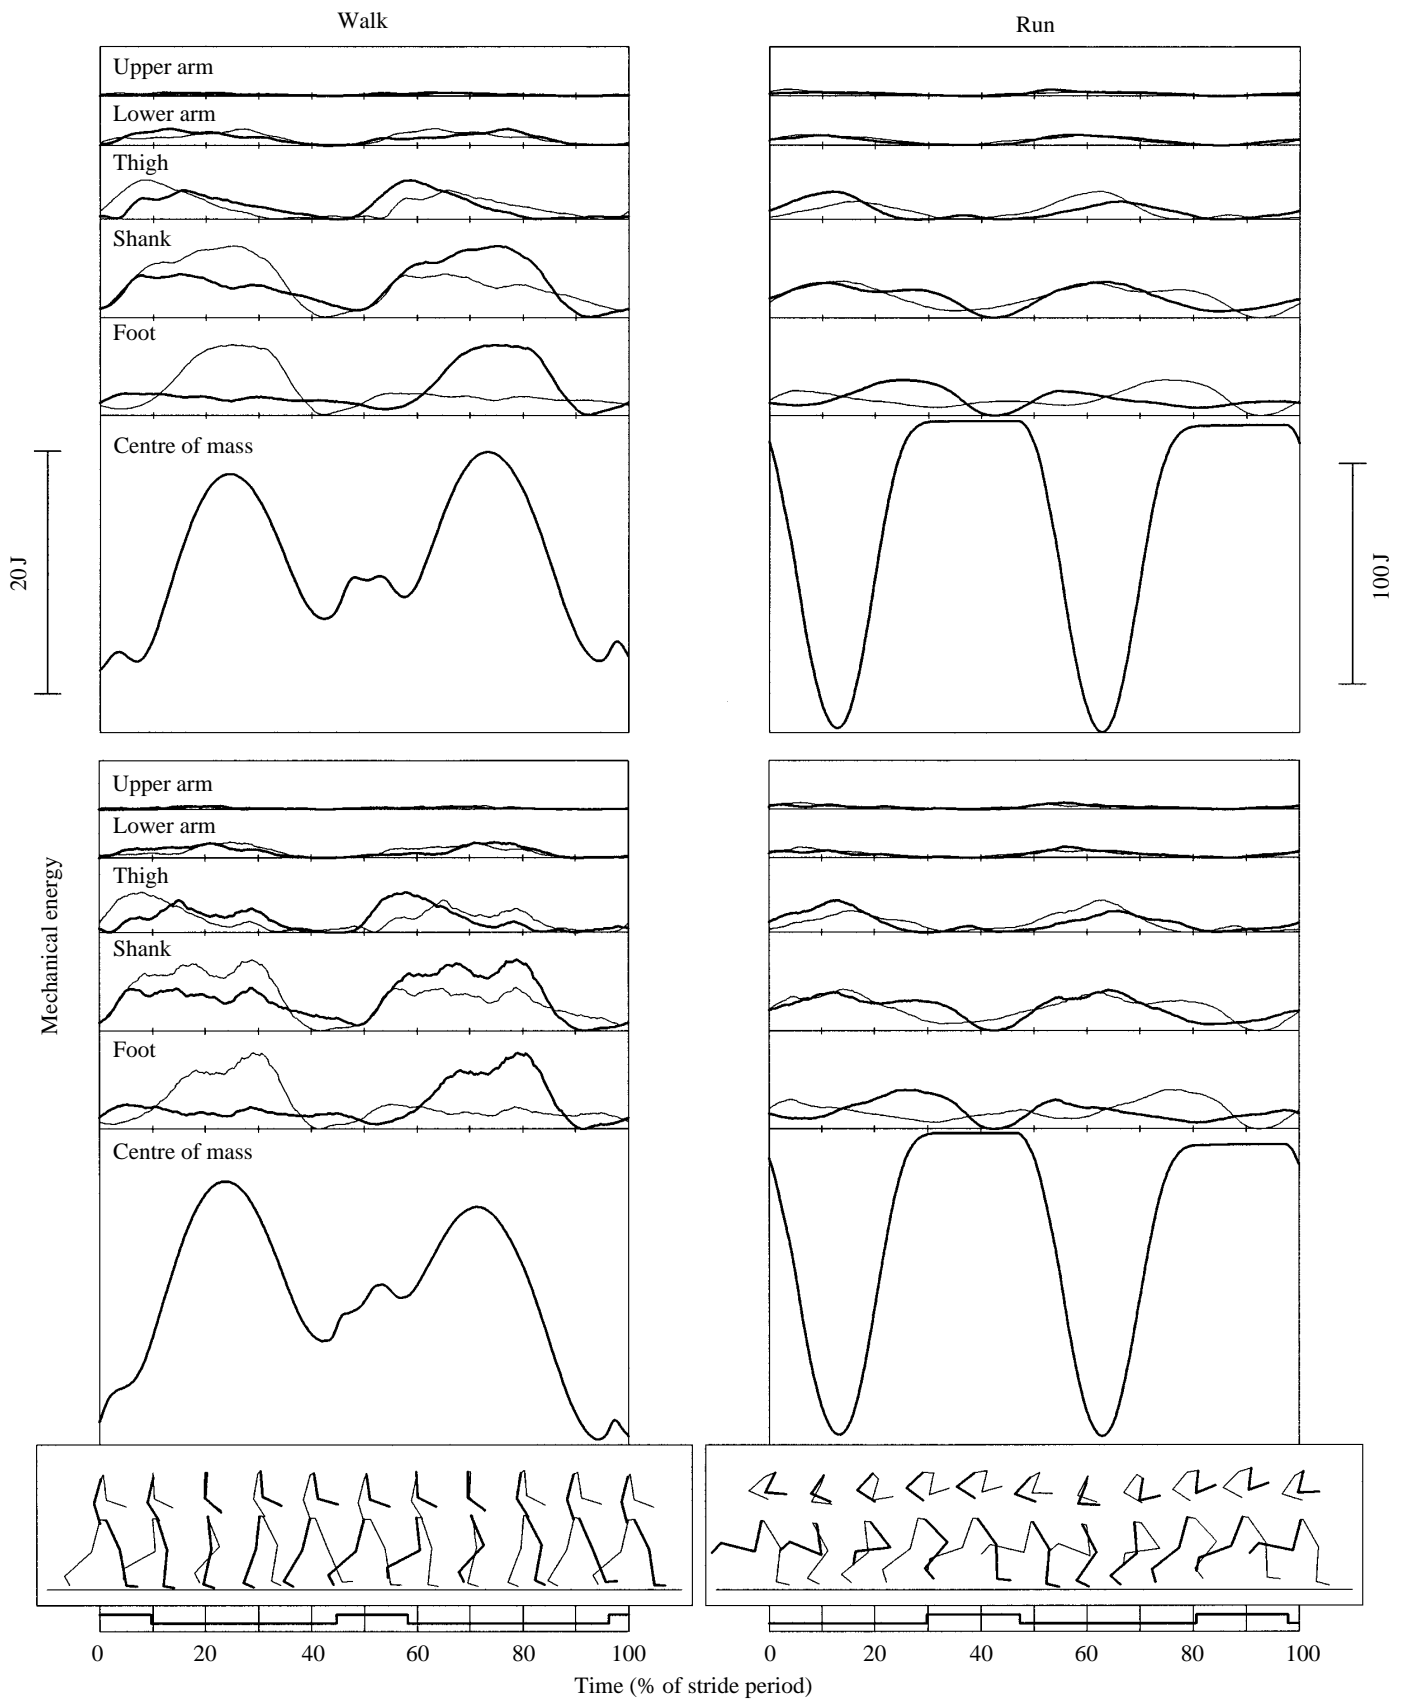 Walk
Run
Upper arm
Lower arm
Thigh
Shank
Foot
Centre of mass
20 J
100 J
Upper arm
Lower arm
Thigh
Shank
Foot
Centre of mass
Mechanical energy
0 20 40 60 80 100
0 20 40 60 80 100
Time (% of stride period)